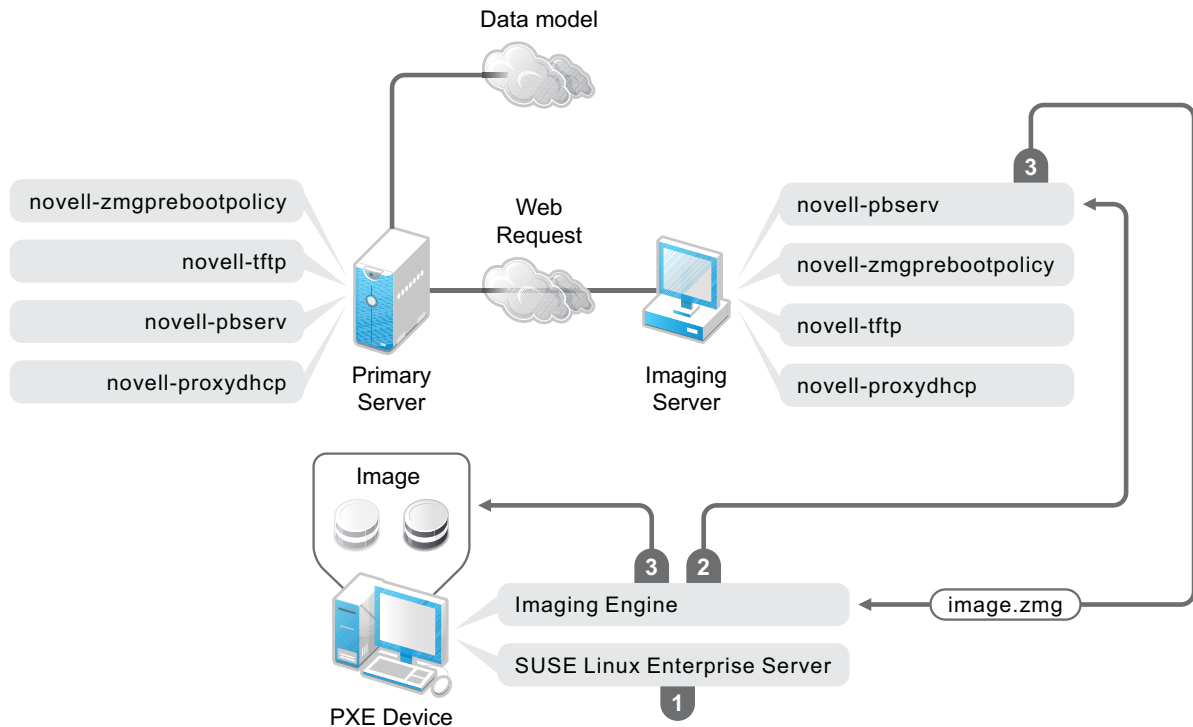 Data model
3
novell-zmgprebootpolicy
novell-tftp
novell-pbserv
novell-proxydhcp
Web
Request
novell-pbserv
novell-zmgprebootpolicy
novell-tftp
novell-proxydhcp
Primary
Server
Imaging
Server
Image
3
2
Imaging Engine
image.zmg
SUSE Linux Enterprise Server
1
PXE Device